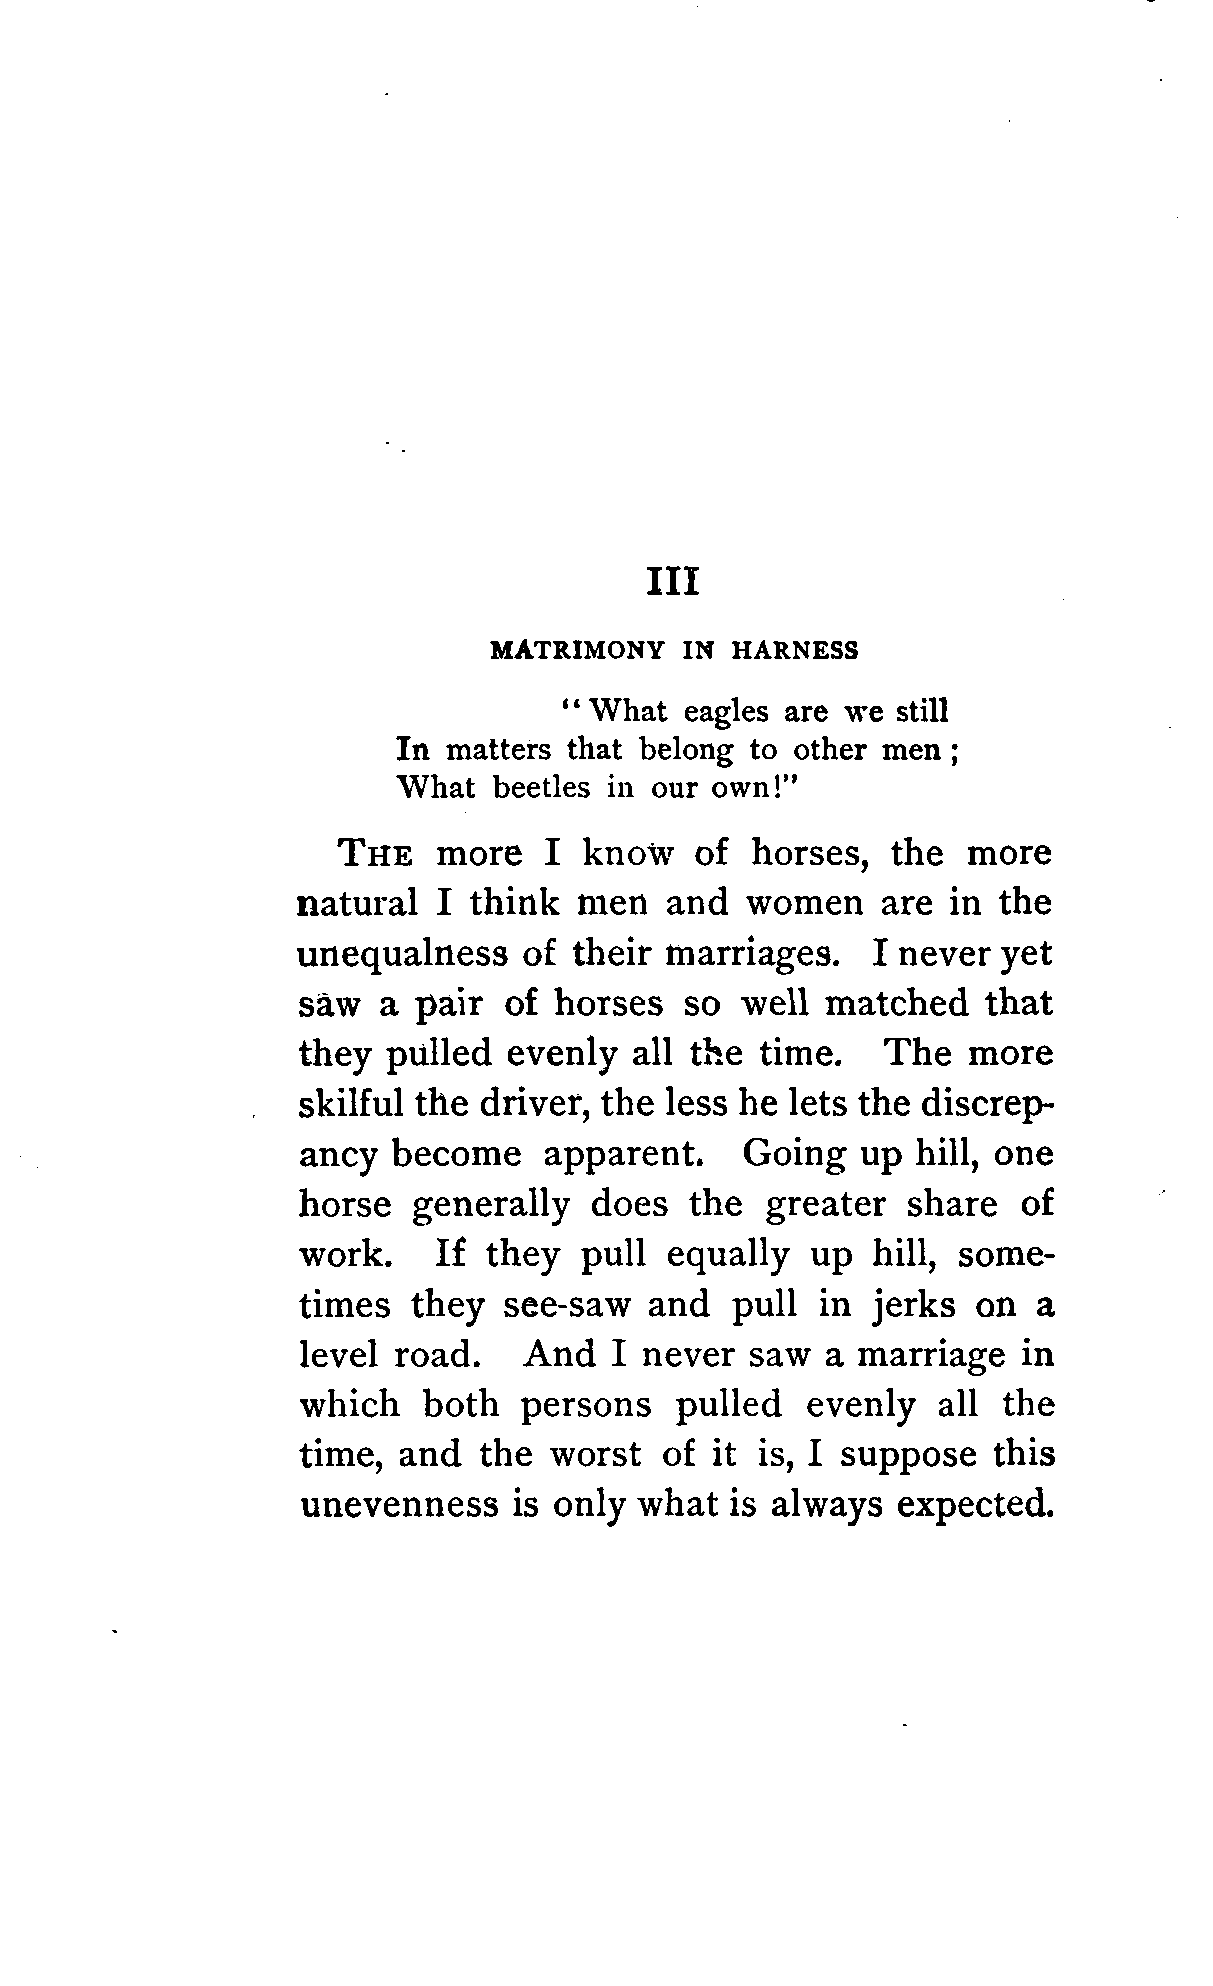 III
MATRIMONY IN HARNESS
“What eagles are we still
In matters that belong to other men;
What beetles in our own!”
THE more I know of horses, the more
natural I think men and women are in the
unequalness of their marriages. I never yet
saw a pair of horses so well matched that
they pulled evenly all the time. The more
skilful the driver, the less he lets the discrep-
ancy become apparent. Going up hill, one
horse generally does the greater share of
work. If they pull equally up hill, some-
times they see-saw and pull in jerks on a
level road. And I never saw a marriage in
which both persons pulled evenly all the
time, and the worst of it is, I suppose this
unevenness is only what is always expected.